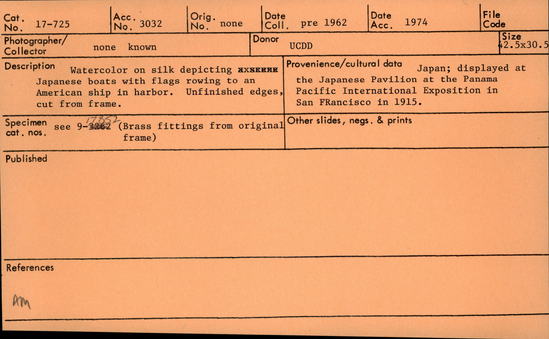 Cat. No. 17-725 Acc. No. 3032 Orig. No. none Date Coll. pre 1962 Date Acc. 1974 File Code
Photographer/ Collector none known Donor UCDD Size 42.5x30.5
Description Watercolor on silk depicting
Japanese boats with flags rowing to an
American ship in harbor. Unfinished edges,
cut from frame.
Provenience/cultural data Japan; displayed at
the Japanese Pavilion at the Panama
Pacific International Exposition in
San FRancisco in 1915.
Specimen cat. nos. see 9- (Brass fittings from original
frame)
Other slides, negs. & prints
Published
References
AM